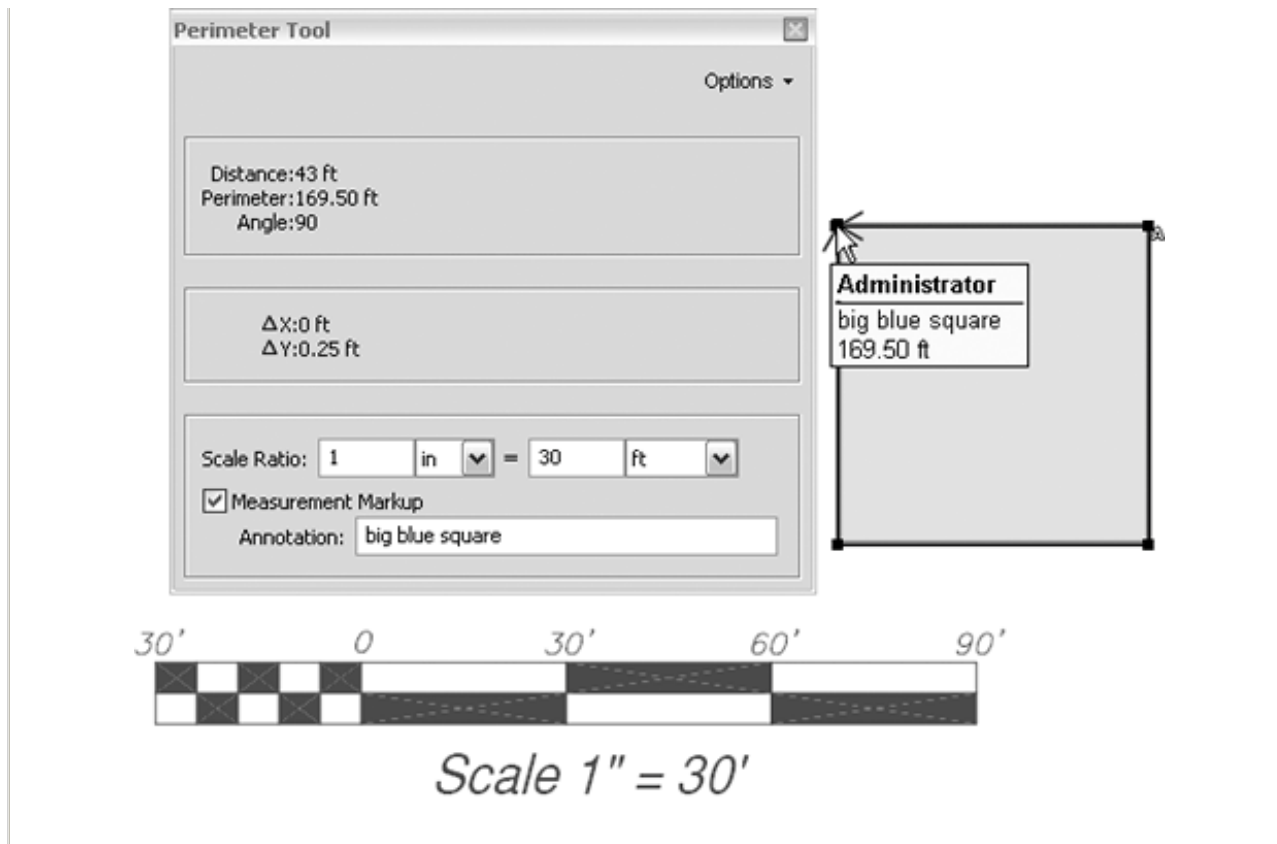 Perimeter Tool
Options
Distance:43 ft
Perimeter:169.50 ft
Angle:90
ΔX:0 ft
ΔY:0.25 ft
Scale Ratio: 1 in = 30 ft
Measurement Markup
Annotation: big blue square
Administrator
big blue square
169.50 ft
30' 0 30' 60' 90'
Scale 1" = 30'